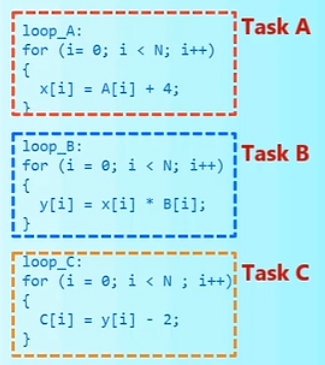 loop_A:
Task A
for (i= 0; i < N; i++)
{
x[i] = A[i] + 4;
}
loop_B:
Task B
for (i = 0; i < N; i++)
{
y[i] = x[i] * B[i];
}
loop_C:
Task C
for (i = 0; i < N ; i++)
{
C[i] = y[i] - 2;
}